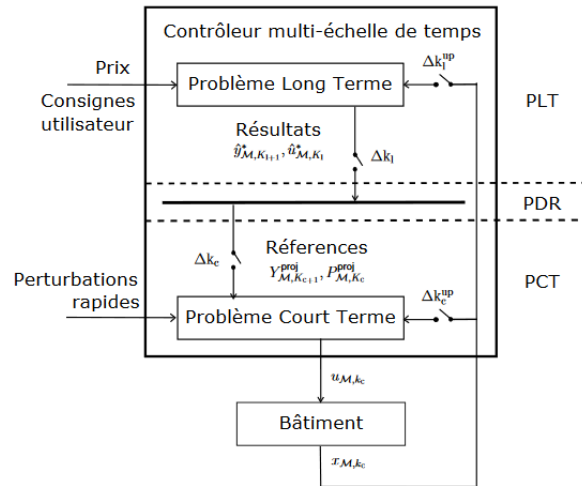 Contrôleur multi-échelle de temps
Prix
Consignes
utilisateur
Problème Long Terme
Δk_l^up
PLT
Résultats
ŷ*_{M,K_{l+1}}, û*_{M,K_l}
Δk_l
PDR
Δk_c
Réferences
Y^proj_{M,K_{c+1}}, P^proj_{M,K_c}
Perturbations
rapides
Problème Court Terme
Δk_c^up
PCT
u_{M,k_c}
Bâtiment
x_{M,k_c}